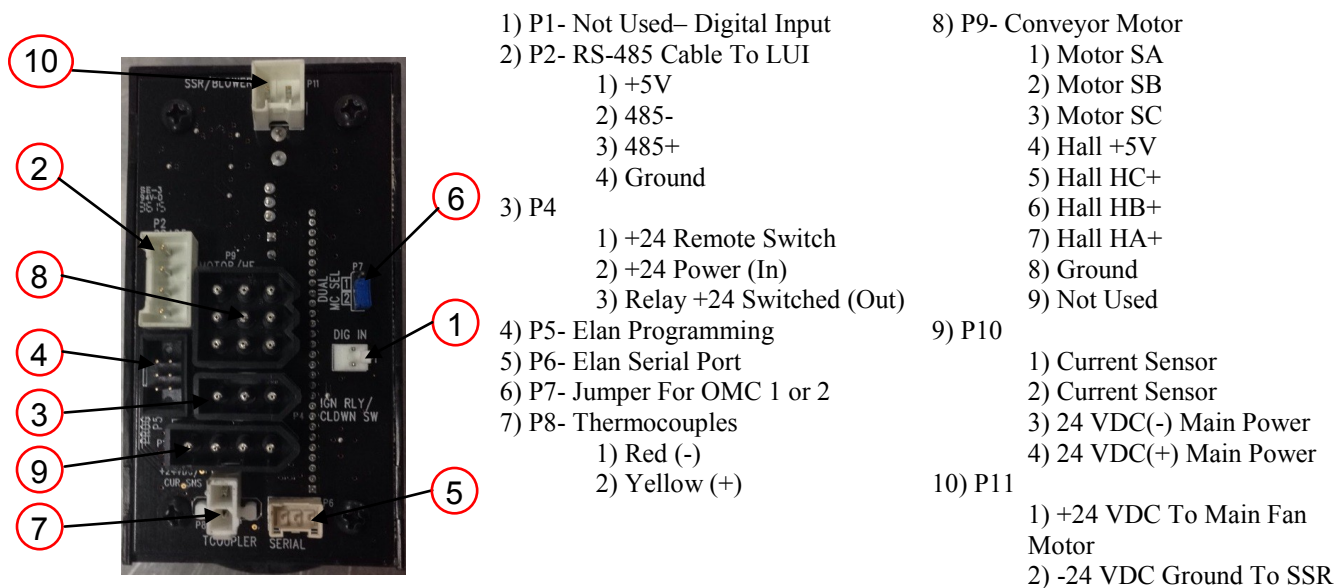 10
SSR/BLOWER
P11
2
P2
6
P9
MOTOR/HE
P7
DUAL
MC SEL
1
2
8
1
DIG IN
4
3
IGN RLY/
CLDWN SW
P4
P5
9
+24VDC/
CUR SNS
5
P6
7
P8
TCOUPLER
SERIAL
1) P1- Not Used– Digital Input
2) P2- RS-485 Cable To LUI
1) +5V
2) 485-
3) 485+
4) Ground
3) P4
1) +24 Remote Switch
2) +24 Power (In)
3) Relay +24 Switched (Out)
4) P5- Elan Programming
5) P6- Elan Serial Port
6) P7- Jumper For OMC 1 or 2
7) P8- Thermocouples
1) Red (-)
2) Yellow (+)
8) P9- Conveyor Motor
1) Motor SA
2) Motor SB
3) Motor SC
4) Hall +5V
5) Hall HC+
6) Hall HB+
7) Hall HA+
8) Ground
9) Not Used
9) P10
1) Current Sensor
2) Current Sensor
3) 24 VDC(-) Main Power
4) 24 VDC(+) Main Power
10) P11
1) +24 VDC To Main Fan
Motor
2) -24 VDC Ground To SSR